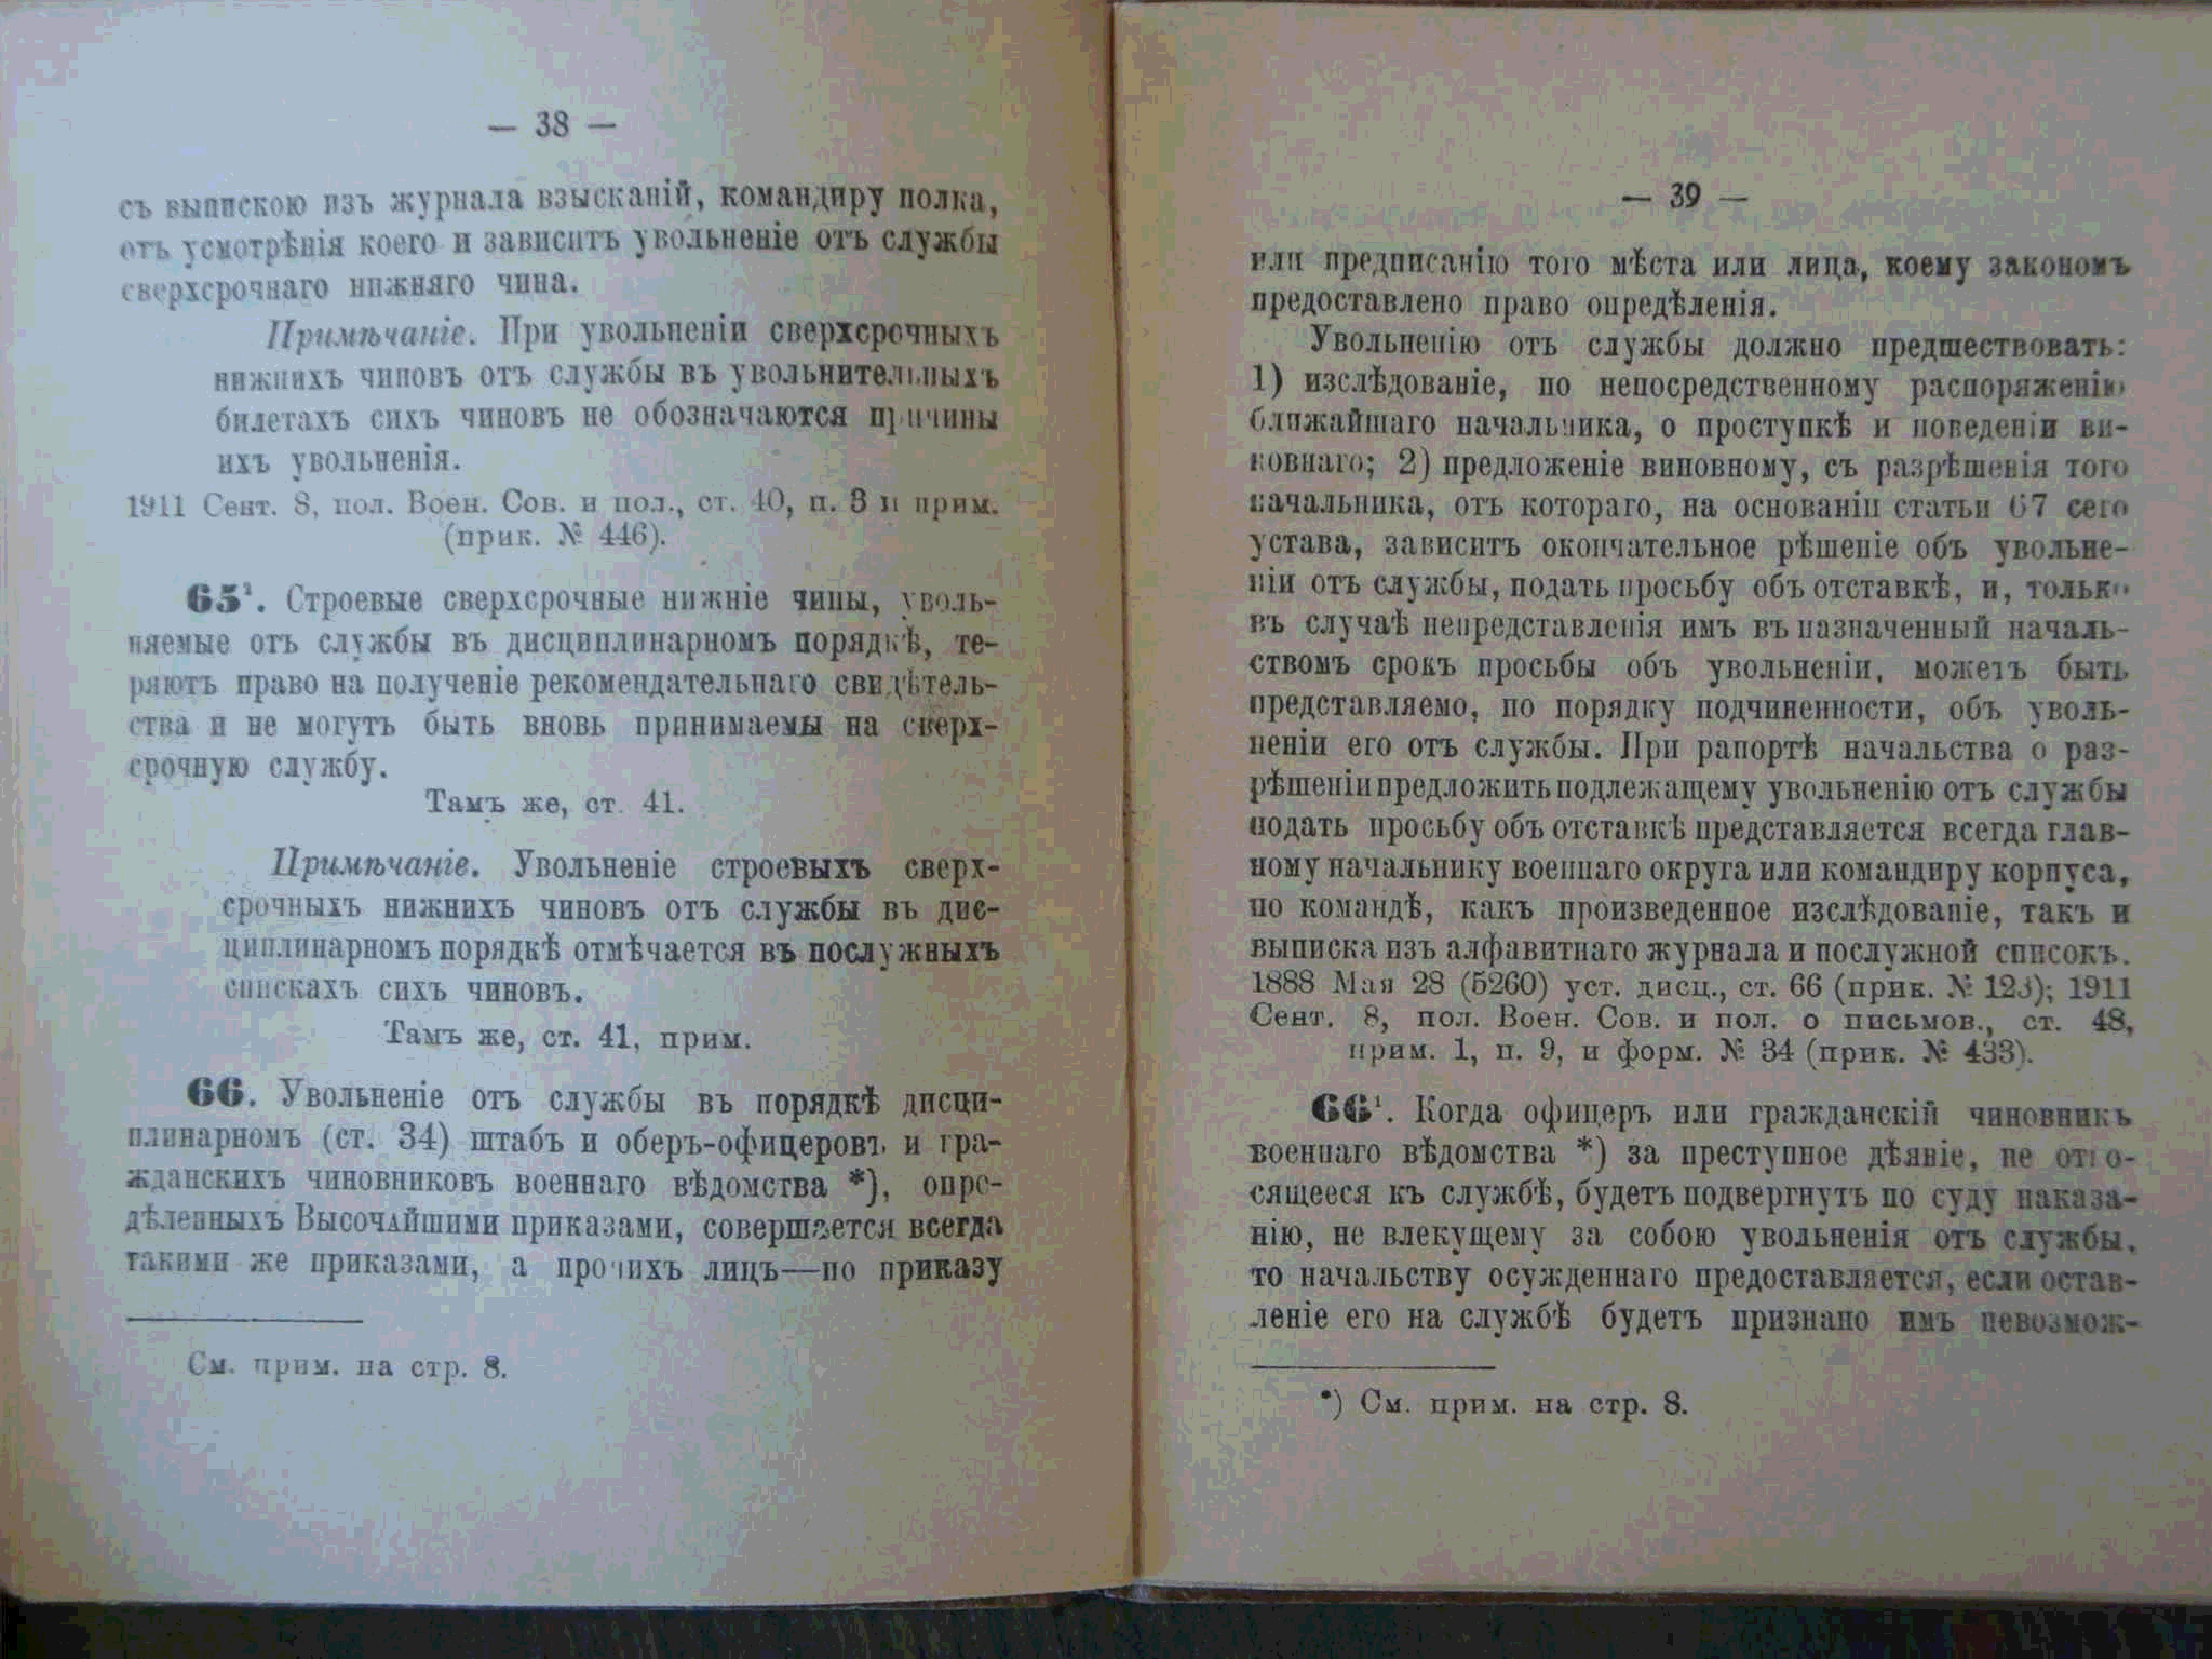 — 38 —
съ выпискою изъ журнала взысканій, командиру полка,
отъ усмотрѣнія коего и зависитъ увольненіе отъ службы
сверхсрочнаго нижняго чина.
Примѣчаніе. При увольненіи сверхсрочныхъ
нижнихъ чиновъ отъ службы въ увольнительныхъ
билетахъ сихъ чиновъ не обозначаются причины
ихъ увольненія.
1911 Сент. 8, пол. Воен. Сов. и пол., ст. 40, п. 3 и прим.
(прик. № 446).
65¹. Строевые сверхсрочные нижніе чины, уволь-
няемые отъ службы въ дисциплинарномъ порядкѣ, те-
ряютъ право на полученіе рекомендательнаго свидѣтель-
ства и не могутъ быть вновь принимаемы на сверх-
срочную службу.
Тамъ же, ст. 41.
Примѣчаніе. Увольненіе строевыхъ сверх-
срочныхъ нижнихъ чиновъ отъ службы въ дис-
циплинарномъ порядкѣ отмѣчается въ послужныхъ
спискахъ сихъ чиновъ.
Тамъ же, ст. 41, прим.
66. Увольненіе отъ службы въ порядкѣ дисци-
плинарномъ (ст. 34) штабъ и оберъ-офицеровъ и гра-
жданскихъ чиновниковъ военнаго вѣдомства *), опре-
дѣленныхъ Высочайшими приказами, совершается всегда
такими же приказами, а прочихъ лицъ—по приказу
См. прим. на стр. 8.
— 39 —
или предписанію того мѣста или лица, коему закономъ
предоставлено право опредѣленія.
Увольненію отъ службы должно предшествовать:
1) изслѣдованіе, по непосредственному распоряженію
ближайшаго начальника, о проступкѣ и поведеніи ви-
новнаго; 2) предложеніе виновному, съ разрѣшенія того
начальника, отъ котораго, на основаніи статьи 67 сего
устава, зависитъ окончательное рѣшеніе объ увольне-
ніи отъ службы, подать просьбу объ отставкѣ, и, только
въ случаѣ непредставленія имъ въ назначенный началь-
ствомъ срокъ просьбы объ увольненіи, можетъ быть
представляемо, по порядку подчиненности, объ уволь-
неніи его отъ службы. При рапортѣ начальства о раз-
рѣшеніи предложить подлежащему увольненію отъ службы
подать просьбу объ отставкѣ представляется всегда глав-
ному начальнику военнаго округа или командиру корпуса,
по командѣ, какъ произведенное изслѣдованіе, такъ и
выписка изъ алфавитнаго журнала и послужной списокъ.
1888 Мая 28 (5260) уст. дисц., ст. 66 (прик. № 123); 1911
Сент. 8, пол. Воен. Сов. и пол. о письмов., ст. 48,
прим. 1, п. 9, и форм. № 34 (прик. № 433).
66¹. Когда офицеръ или гражданскій чиновникъ
военнаго вѣдомства *) за преступное дѣяніе, не отно-
сящееся къ службѣ, будетъ подвергнутъ по суду наказа-
нію, не влекущему за собою увольненія отъ службы,
то начальству осужденнаго предоставляется, если остав-
леніе его на службѣ будетъ признано имъ невозмож-
*) См. прим. на стр. 8.